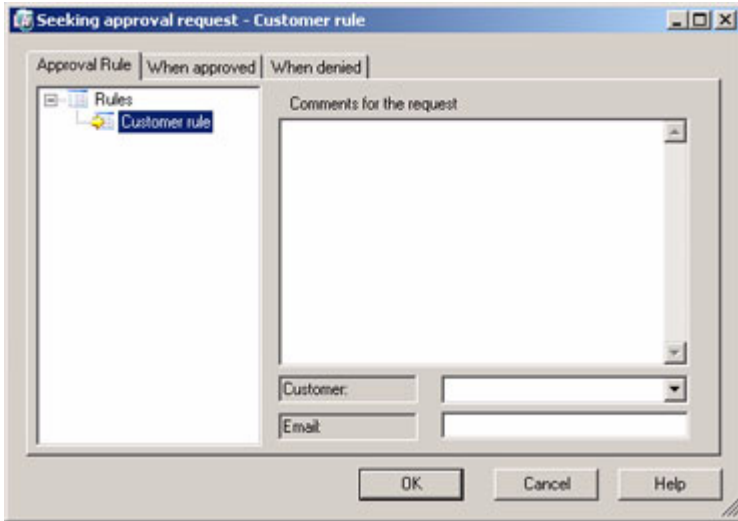 Seeking approval request - Customer rule
Approval Rule When approved When denied
Rules
Customer rule
Comments for the request
Customer:
Email:
OK Cancel Help